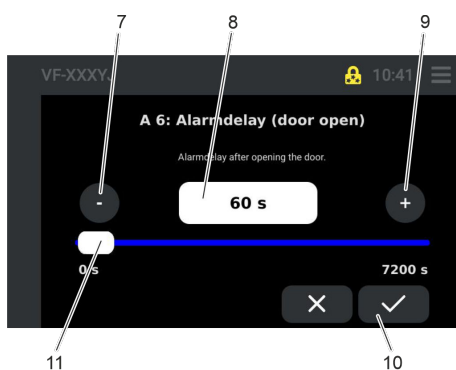 7 8 9
VF-XXXYJ 10:41
A 6: Alarmdelay (door open)
Alarmdelay after opening the door.
- 60 s +
0 s 7200 s
11 10